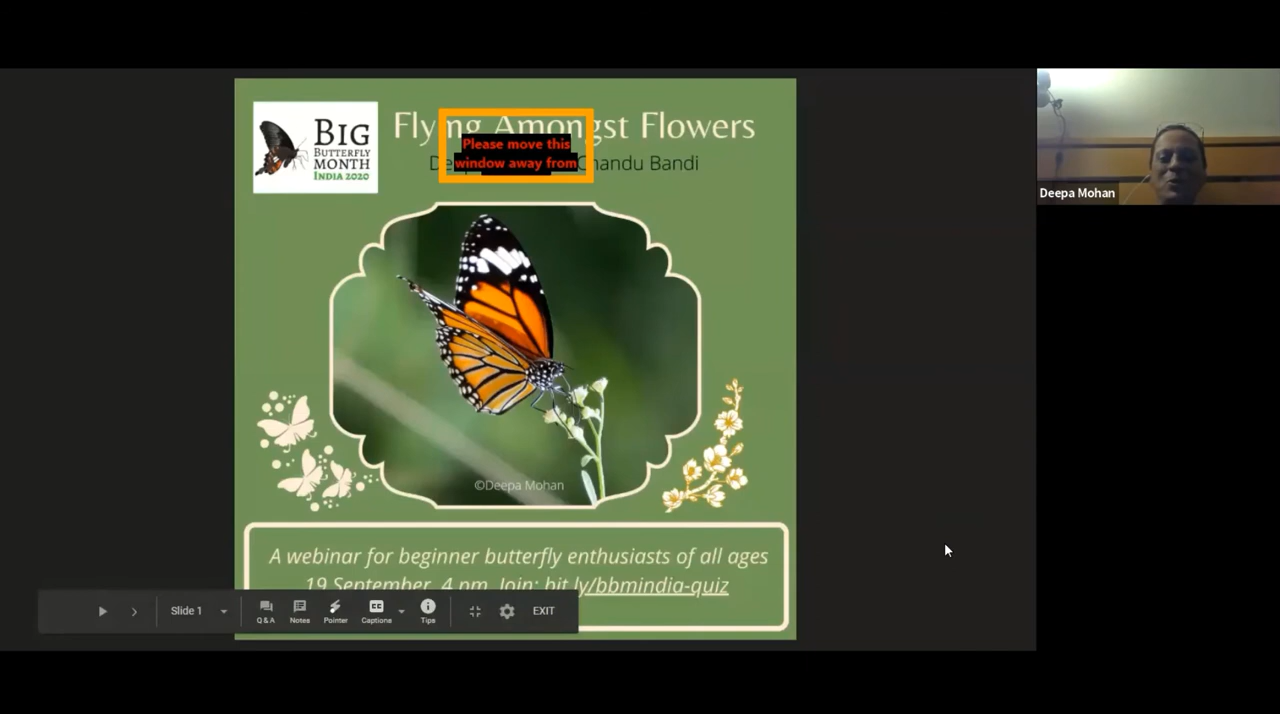 BIG
BUTTERFLY
MONTH
INDIA 2020
Flying Amongst Flowers
Please move this
window away from
Chandu Bandi
Deepa Mohan
©Deepa Mohan
A webinar for beginner butterfly enthusiasts of all ages
19 September, 4 pm. Join: bit.ly/bbmindia-quiz
Slide 1
Q & A
Notes
Pointer
CC
Captions
Tips
EXIT